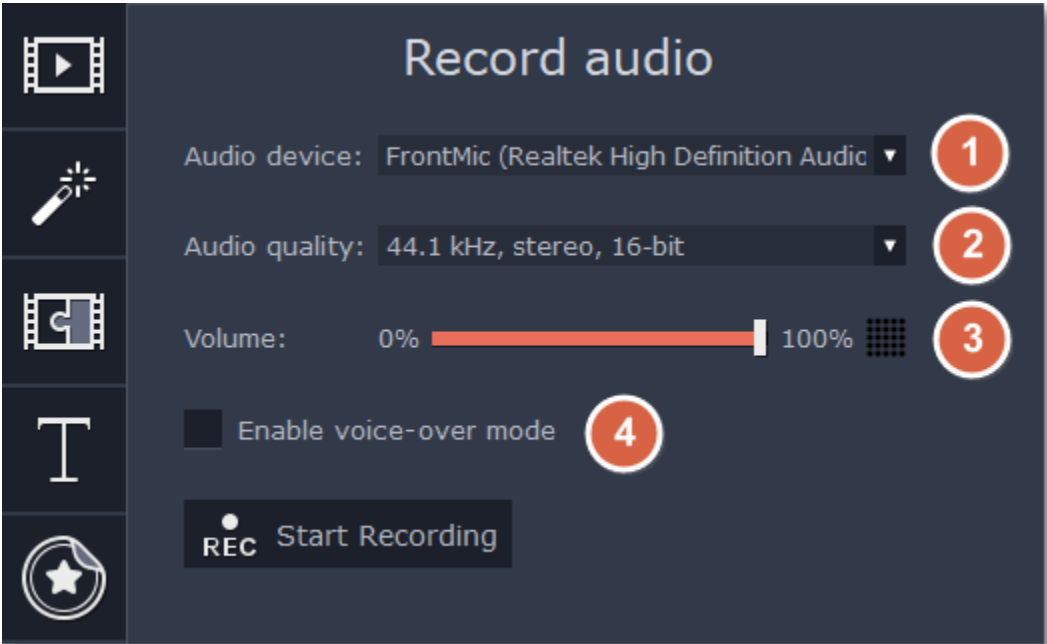 Record audio
Audio device: FrontMic (Realtek High Definition Audio 1
Audio quality: 44.1 kHz, stereo, 16-bit 2
Volume: 0% 100% 3
Enable voice-over mode 4
REC Start Recording
T